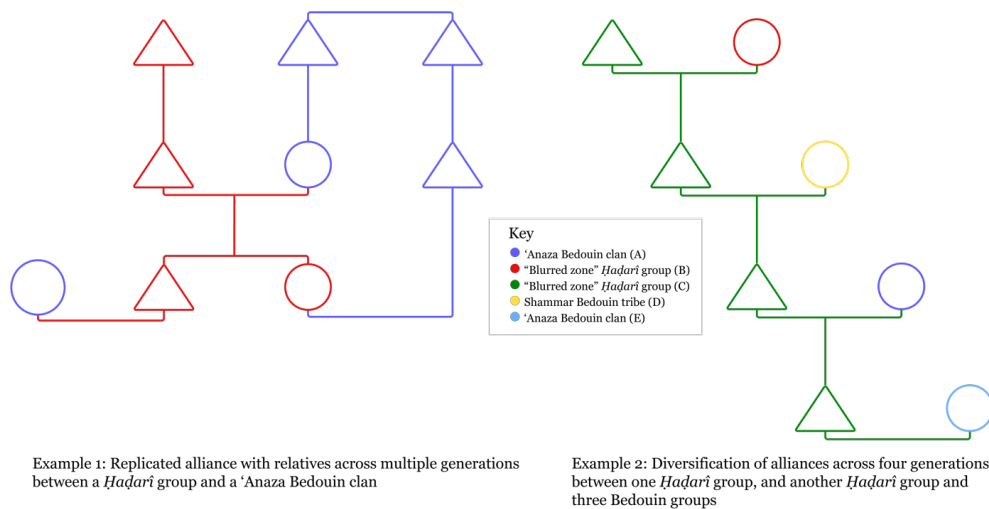 Key
‘Anaza Bedouin clan (A)
“Blurred zone” Ḥaḍarî group (B)
“Blurred zone” Ḥaḍarî group (C)
Shammar Bedouin tribe (D)
‘Anaza Bedouin clan (E)
Example 1: Replicated alliance with relatives across multiple generations
between a Ḥaḍarî group and a ‘Anaza Bedouin clan
Example 2: Diversification of alliances across four generations
between one Ḥaḍarî group, and another Ḥaḍarî group and
three Bedouin groups